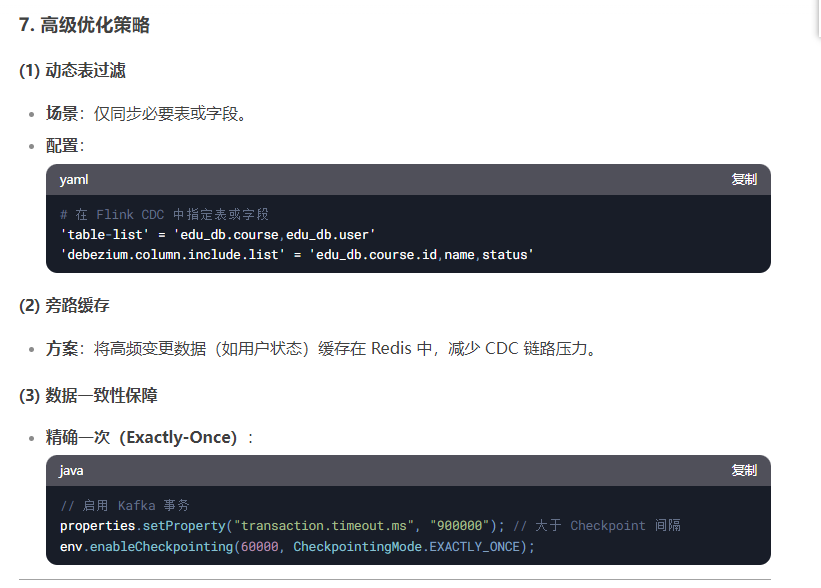 7. 高级优化策略
(1) 动态表过滤
• 场景：仅同步必要表或字段。
• 配置：
yaml 复制
# 在 Flink CDC 中指定表或字段
'table-list' = 'edu_db.course,edu_db.user'
'debezium.column.include.list' = 'edu_db.course.id,name,status'
(2) 旁路缓存
• 方案：将高频变更数据（如用户状态）缓存在 Redis 中，减少 CDC 链路压力。
(3) 数据一致性保障
• 精确一次（Exactly-Once）：
java 复制
// 启用 Kafka 事务
properties.setProperty("transaction.timeout.ms", "900000"); // 大于 Checkpoint 间隔
env.enableCheckpointing(60000, CheckpointingMode.EXACTLY_ONCE);